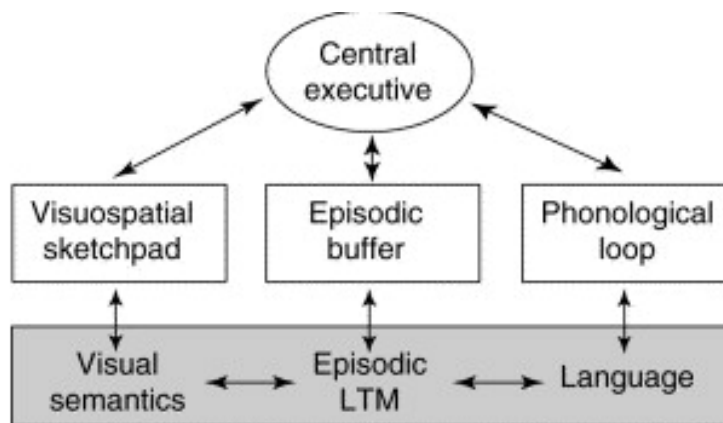 Central
executive
Visuospatial
sketchpad
Episodic
buffer
Phonological
loop
Visual
semantics
Episodic
LTM
Language